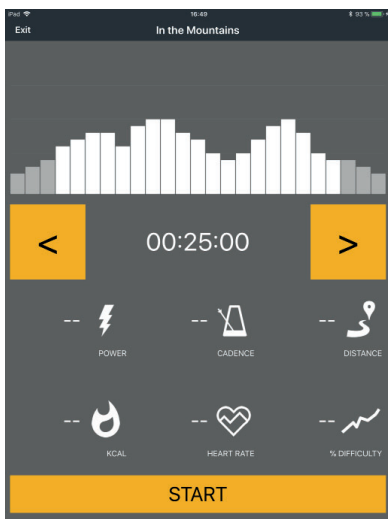 iPad 16:49 93 %
Exit In the Mountains
< 00:25:00 >
-- -- --
POWER CADENCE DISTANCE
-- -- --
KCAL HEART RATE % DIFFICULTY
START